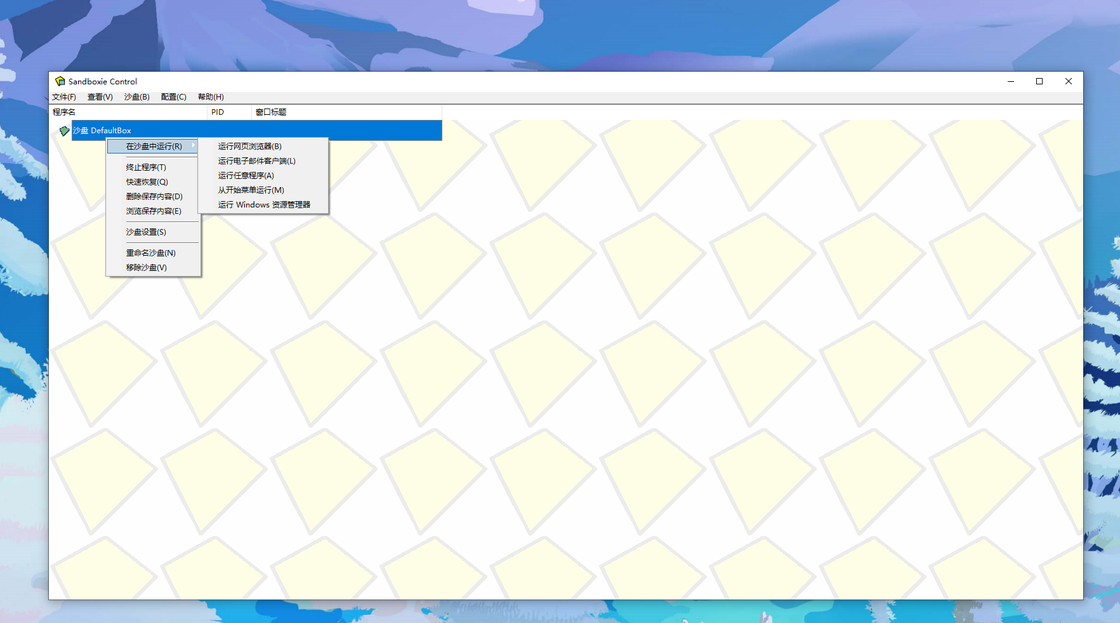 Sandboxie Control
文件(F) 查看(V) 沙盘(B) 配置(C) 帮助(H)
程序名 PID 窗口标题
沙盘 DefaultBox
在沙盘中运行(R)
终止程序(T)
快速恢复(Q)
删除保存内容(D)
浏览保存内容(E)
沙盘设置(S)
重命名沙盘(N)
移除沙盘(V)
运行网页浏览器(B)
运行电子邮件客户端(L)
运行任意程序(A)
从开始菜单运行(M)
运行 Windows 资源管理器